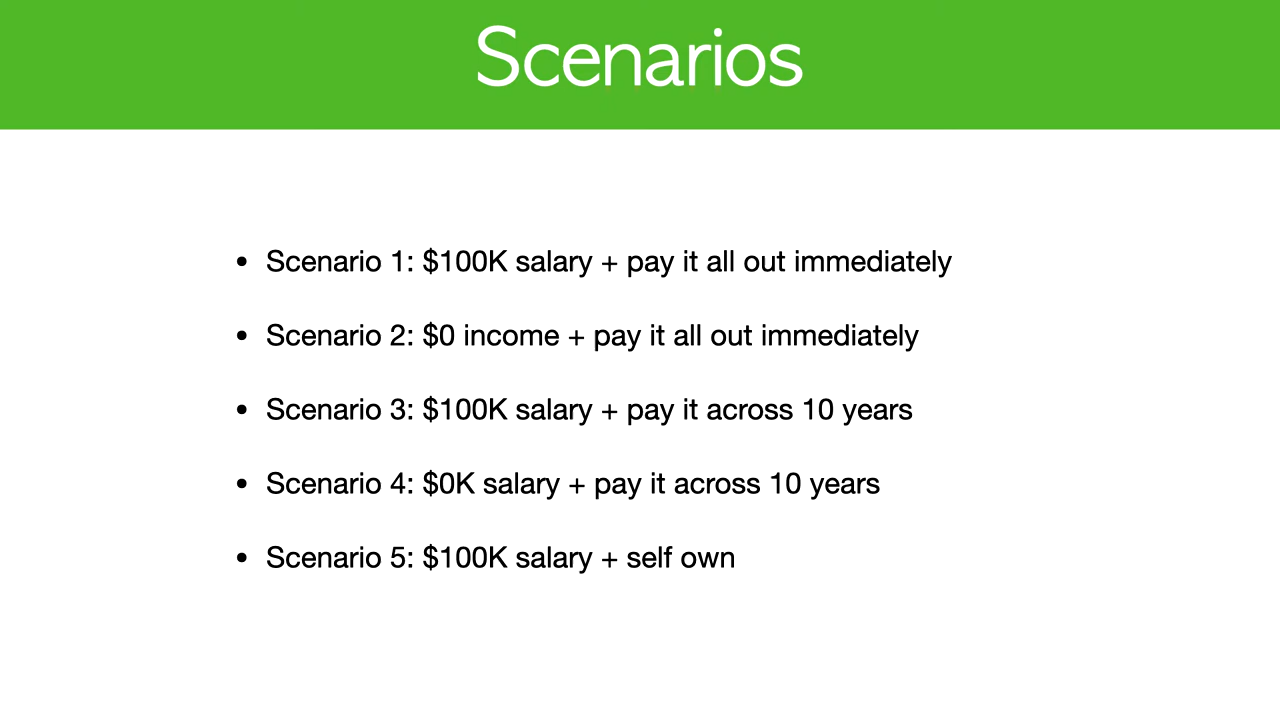 Scenarios
• Scenario 1: $100K salary + pay it all out immediately
• Scenario 2: $0 income + pay it all out immediately
• Scenario 3: $100K salary + pay it across 10 years
• Scenario 4: $0K salary + pay it across 10 years
• Scenario 5: $100K salary + self own